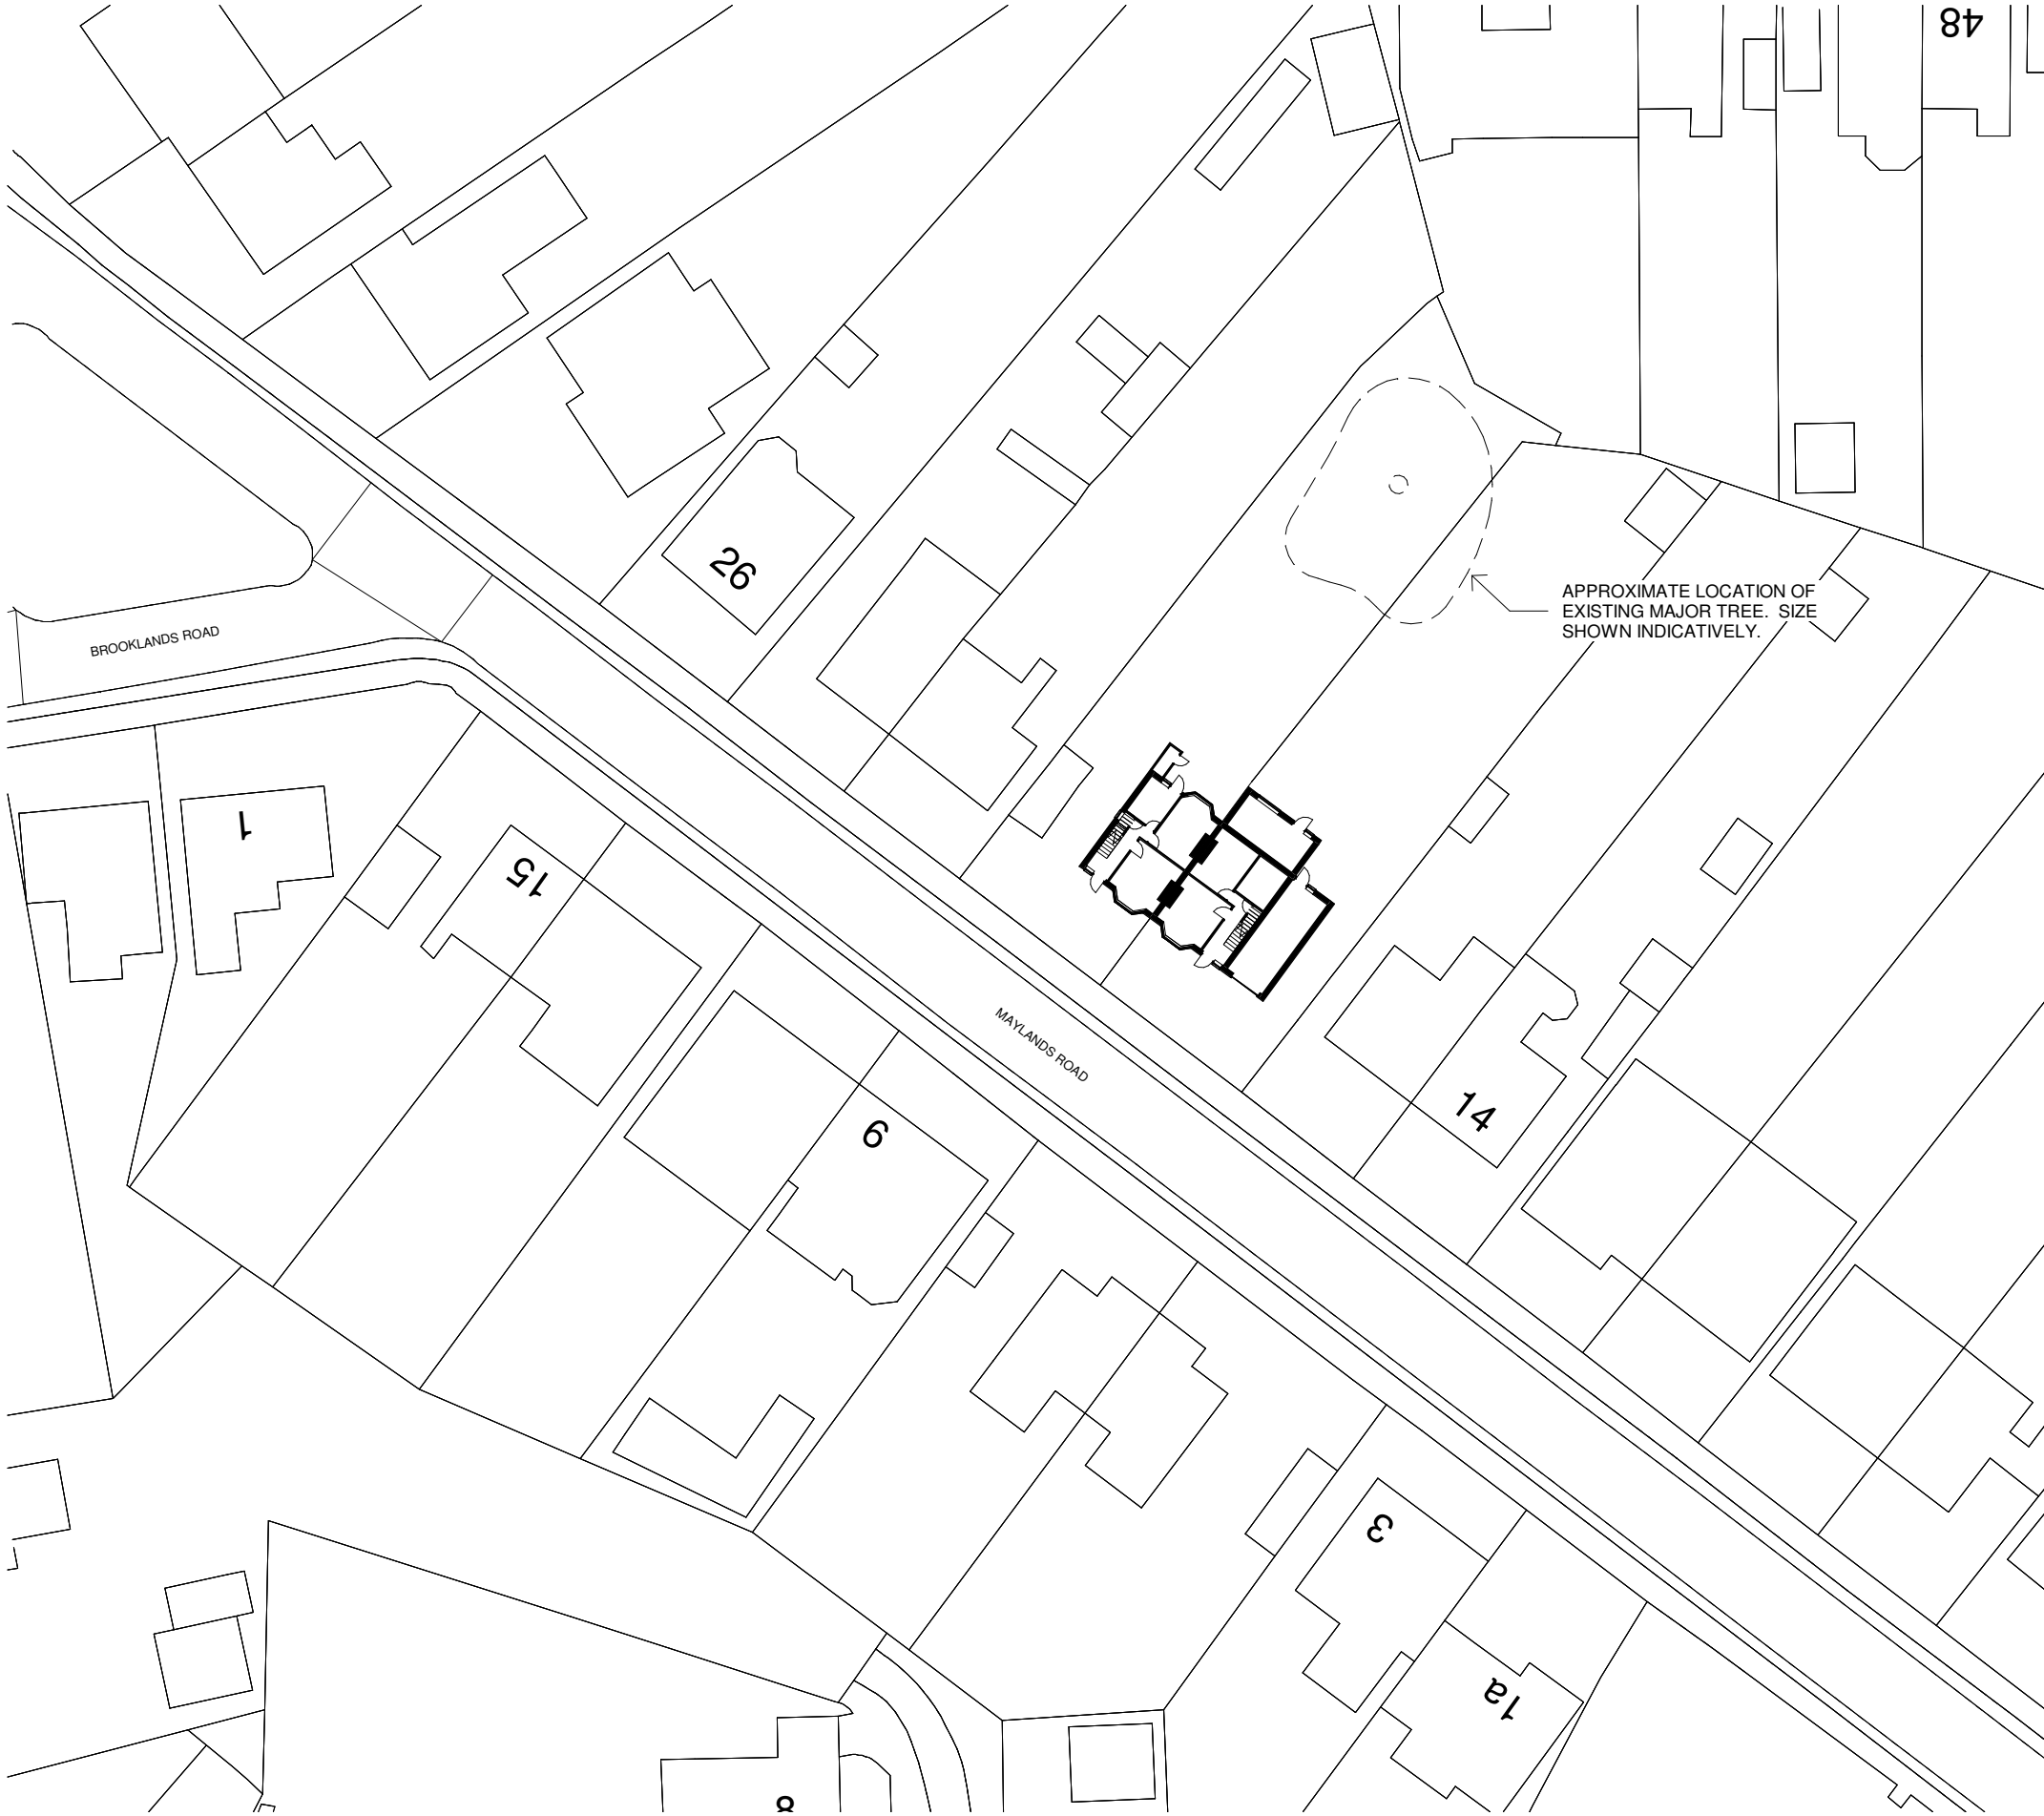 48
26
APPROXIMATE LOCATION OF
EXISTING MAJOR TREE. SIZE
SHOWN INDICATIVELY.
BROOKLANDS ROAD
1
15
MAYLANDS ROAD
9
14
3
1a
8